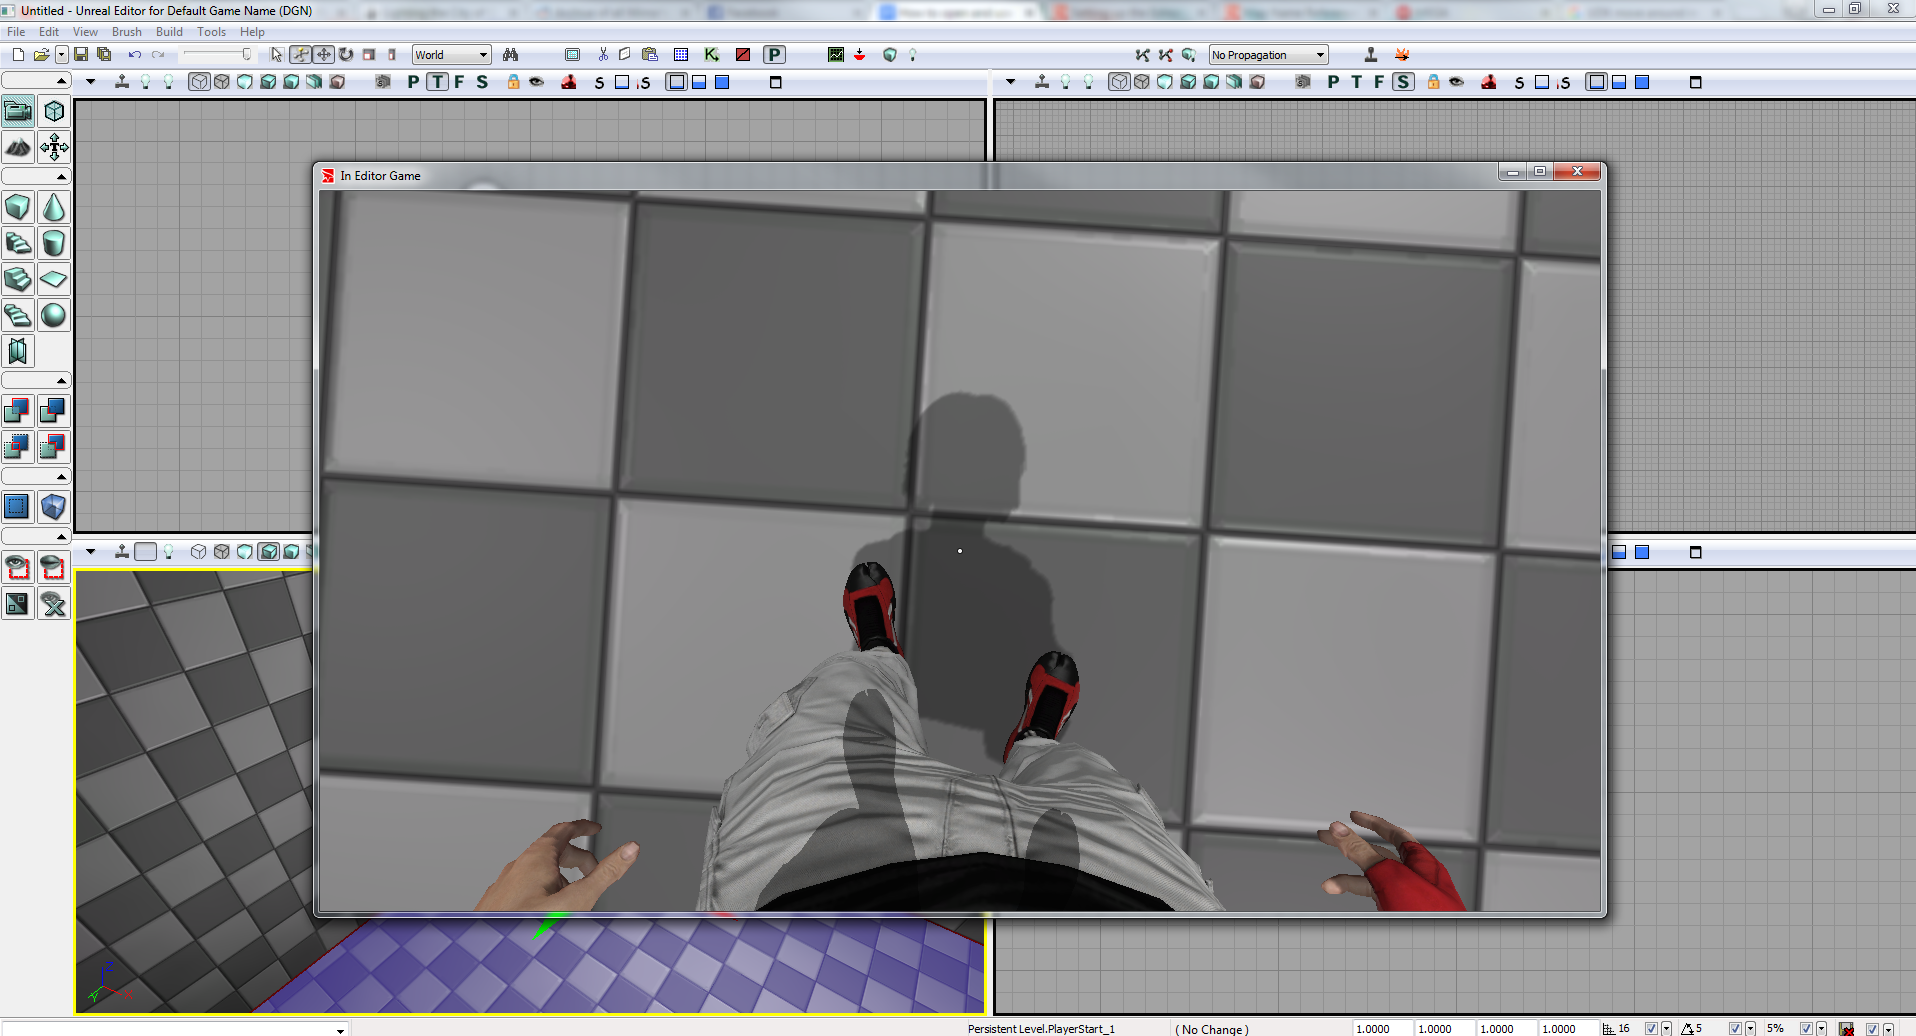 Untitled - Unreal Editor for Default Game Name (DGN)
File Edit View Brush Build Tools Help
World
P
No Propagation
P T F S
S
S
P T F S
S
S
In Editor Game
Z
X
Persistent Level.PlayerStart_1
( No Change )
1.0000
1.0000
1.0000
1.0000
16
5
5%